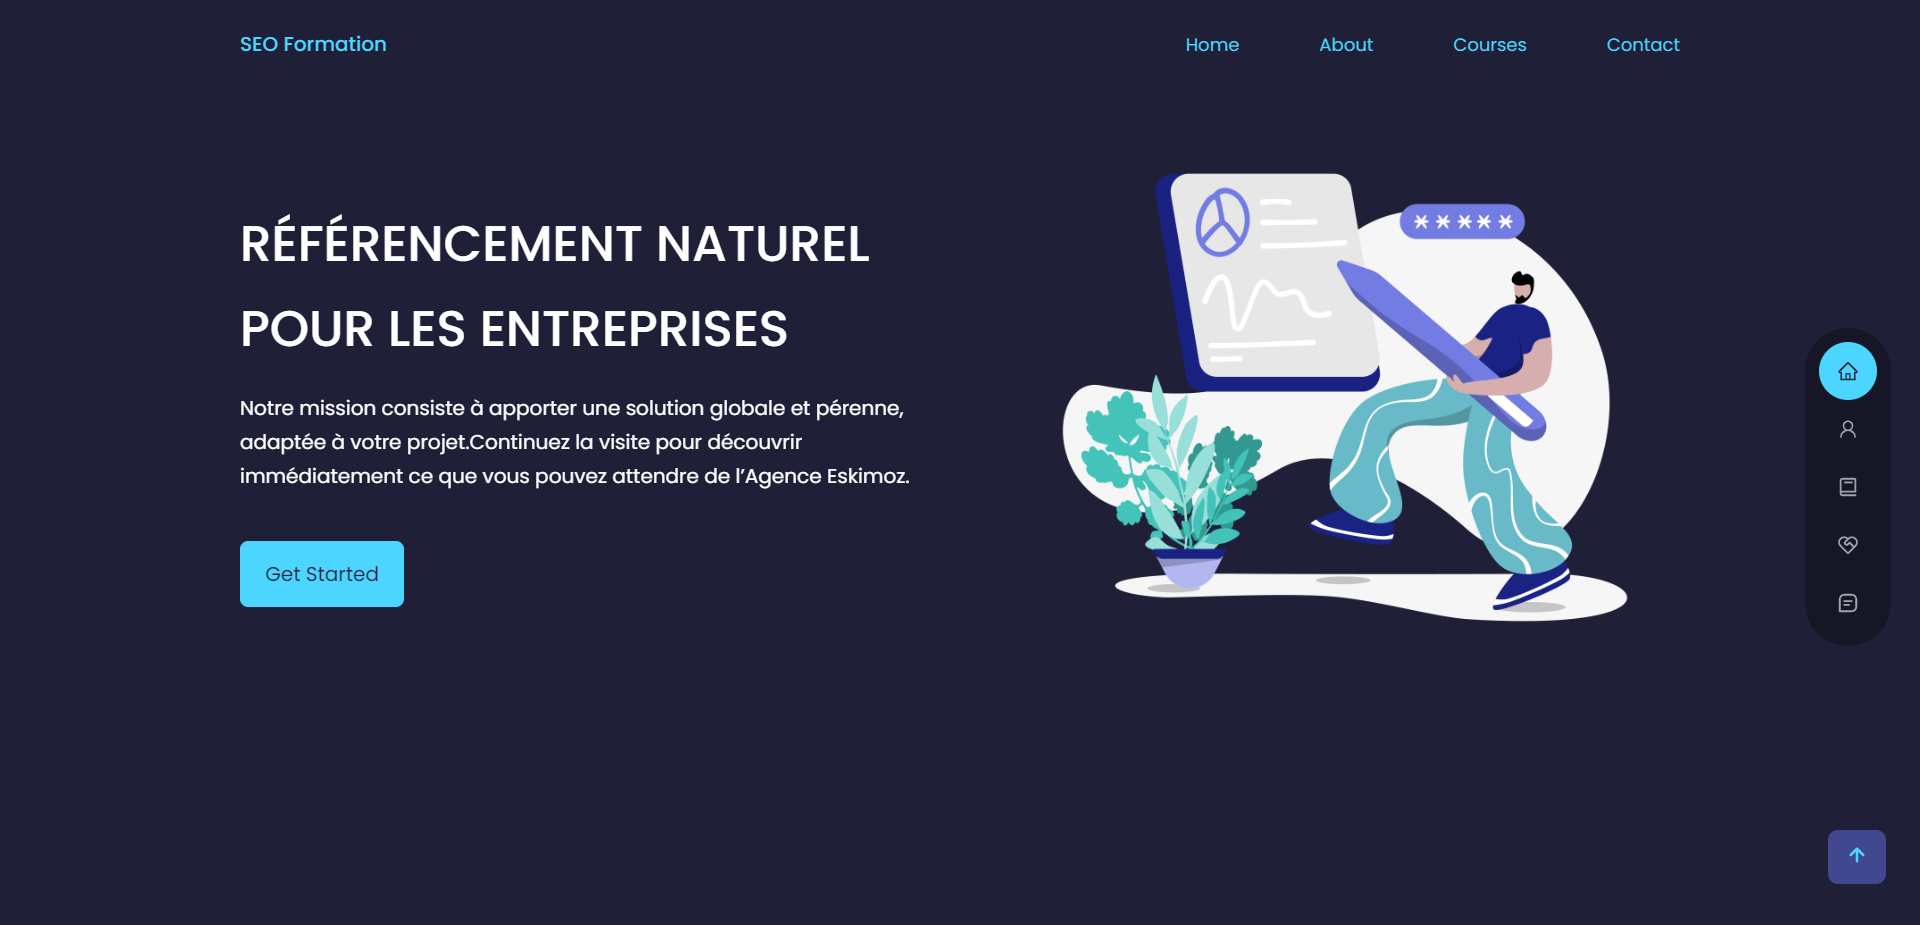 SEO Formation
Home
About
Courses
Contact
RÉFÉRENCEMENT NATUREL
POUR LES ENTREPRISES
Notre mission consiste à apporter une solution globale et pérenne,
adaptée à votre projet.Continuez la visite pour découvrir
immédiatement ce que vous pouvez attendre de l’Agence Eskimoz.
Get Started